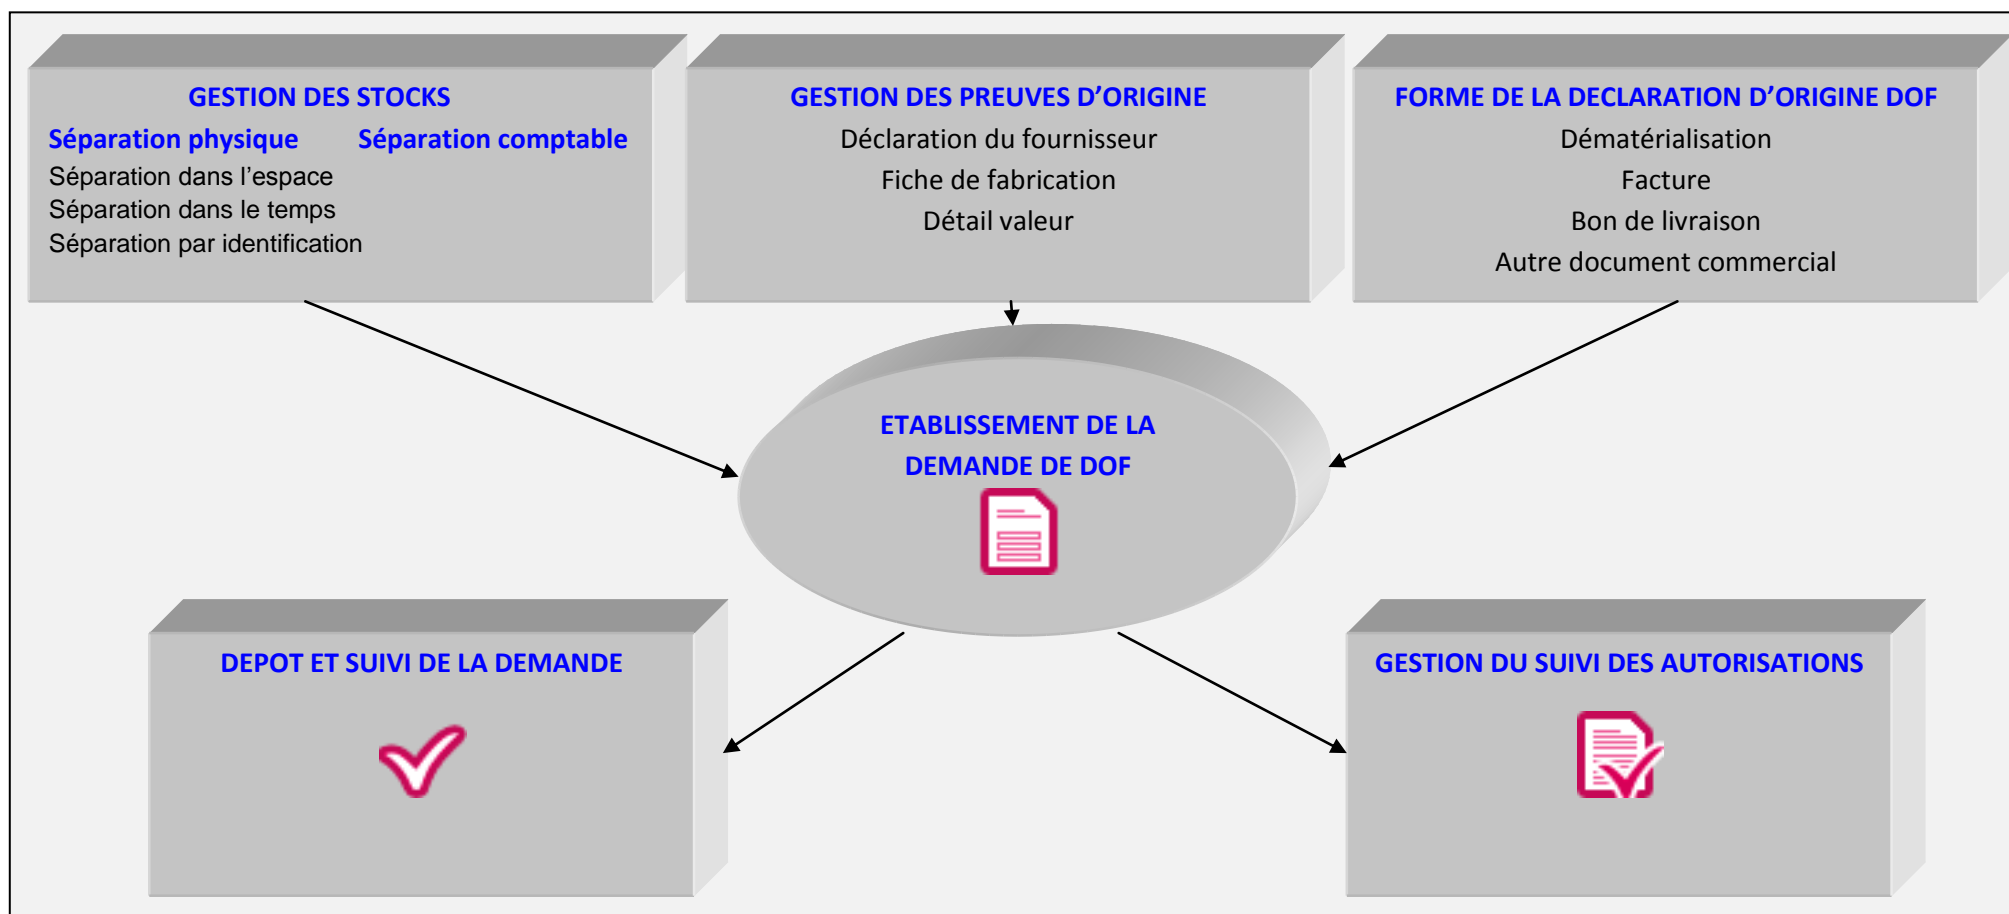 GESTION DES STOCKS
Séparation physique Séparation comptable
Séparation dans l'espace
Séparation dans le temps
Séparation par identification
GESTION DES PREUVES D'ORIGINE
Déclaration du fournisseur
Fiche de fabrication
Détail valeur
FORME DE LA DECLARATION D'ORIGINE DOF
Dématérialisation
Facture
Bon de livraison
Autre document commercial
ETABLISSEMENT DE LA
DEMANDE DE DOF
DEPOT ET SUIVI DE LA DEMANDE
GESTION DU SUIVI DES AUTORISATIONS